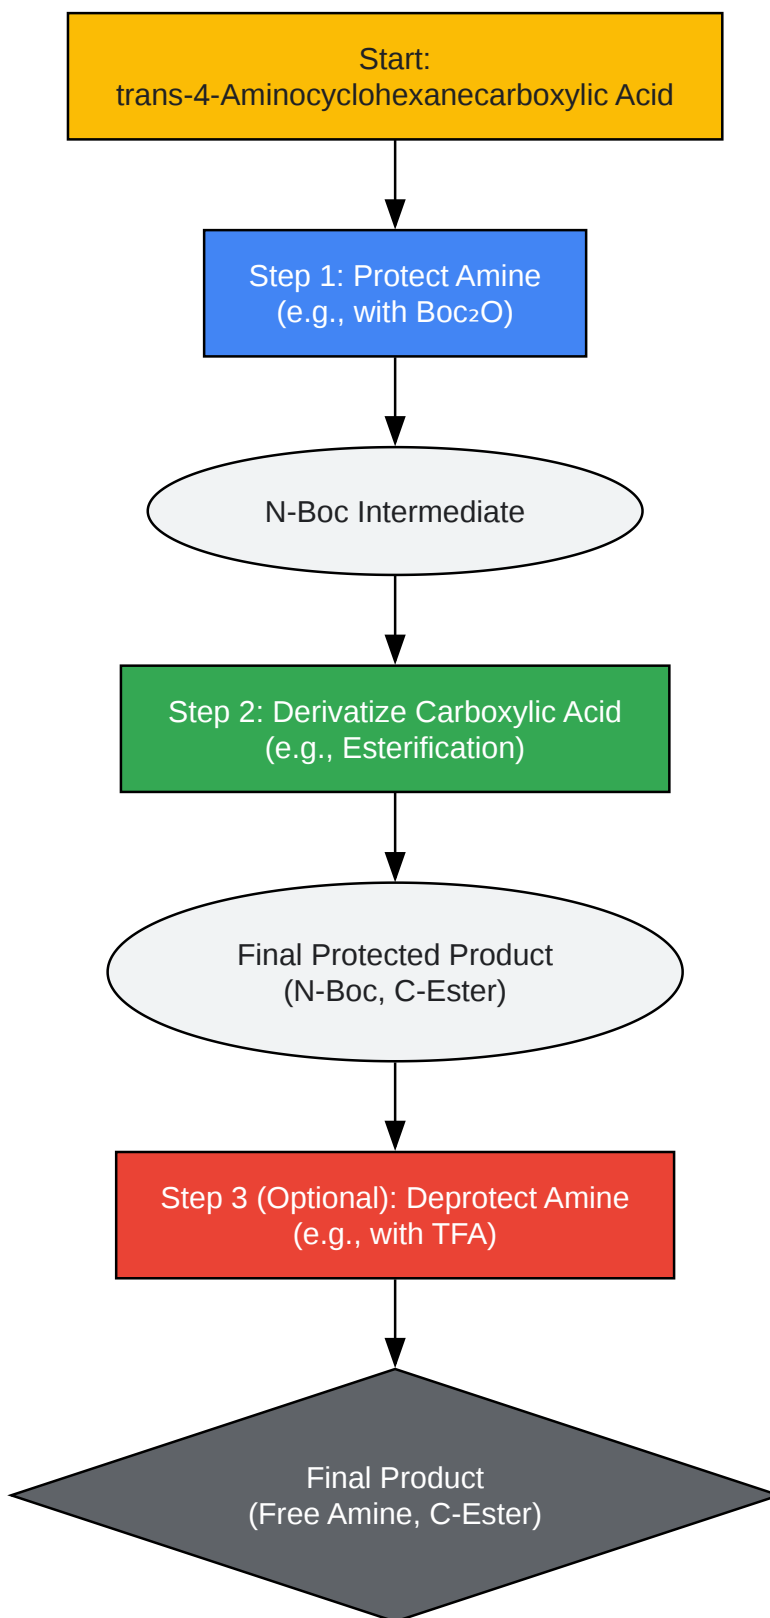 Start:
trans-4-Aminocyclohexanecarboxylic Acid
Step 1: Protect Amine
(e.g., with Boc₂O)
N-Boc Intermediate
Step 2: Derivatize Carboxylic Acid
(e.g., Esterification)
Final Protected Product
(N-Boc, C-Ester)
Step 3 (Optional): Deprotect Amine
(e.g., with TFA)
Final Product
(Free Amine, C-Ester)